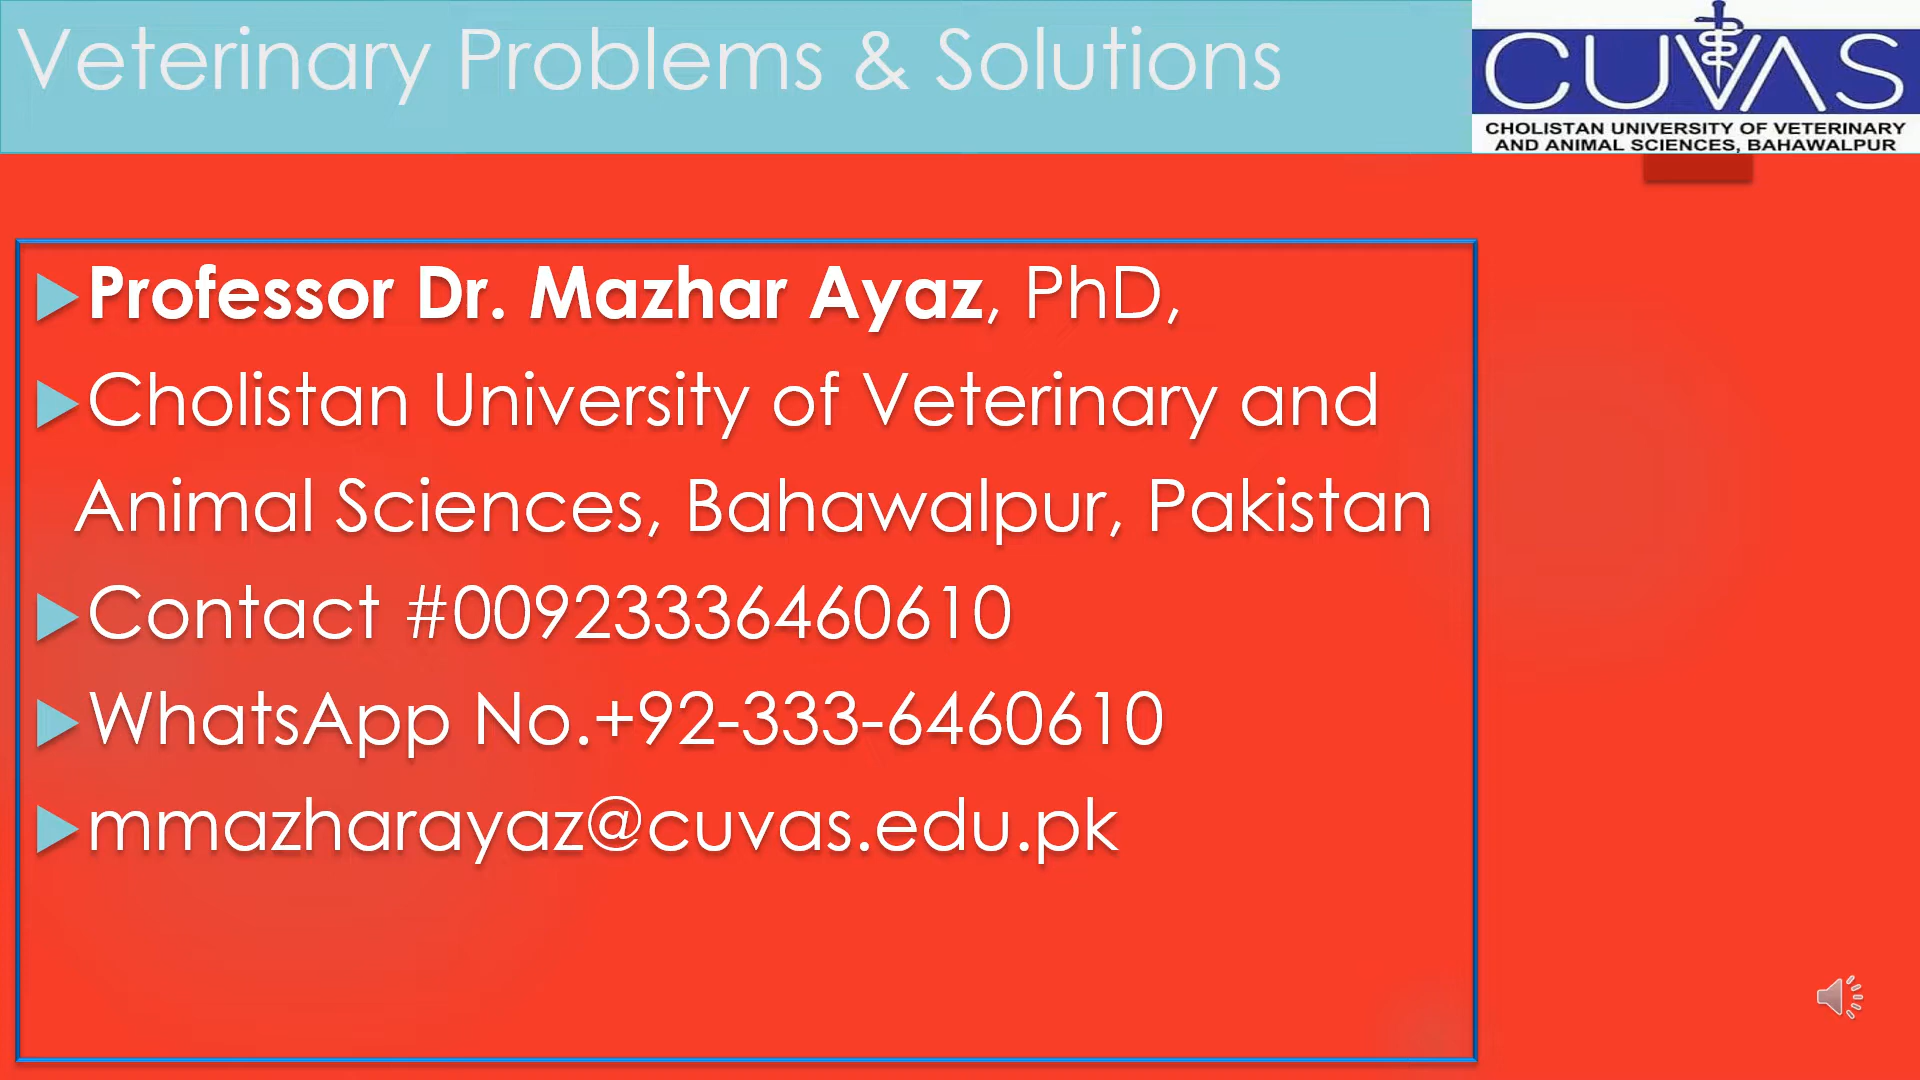 Veterinary Problems & Solutions
CUVAS
CHOLISTAN UNIVERSITY OF VETERINARY
AND ANIMAL SCIENCES, BAHAWALPUR
Professor Dr. Mazhar Ayaz, PhD,
Cholistan University of Veterinary and
Animal Sciences, Bahawalpur, Pakistan
Contact #00923336460610
WhatsApp No.+92-333-6460610
mmazharayaz@cuvas.edu.pk